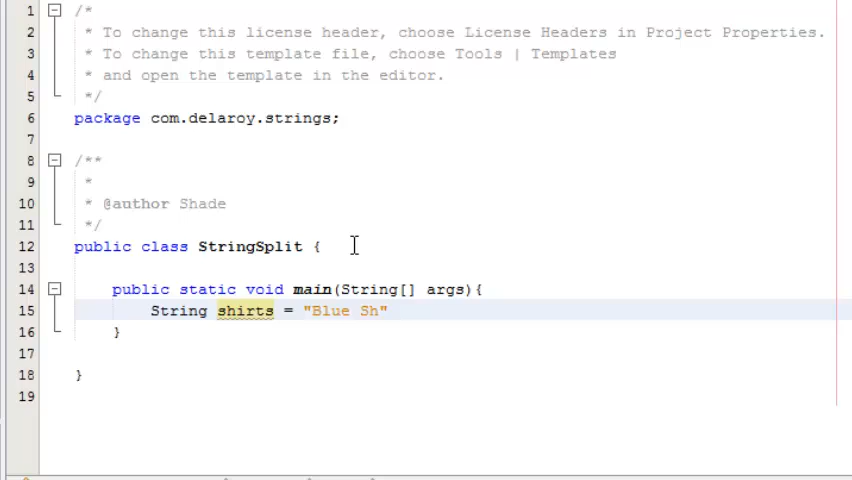 1 /*
2 * To change this license header, choose License Headers in Project Properties.
3 * To change this template file, choose Tools | Templates
4 * and open the template in the editor.
5 */
6 package com.delaroy.strings;
7
8 /**
9 *
10 * @author Shade
11 */
12 public class StringSplit {
13
14 public static void main(String[] args){
15 String shirts = "Blue Sh"
16 }
17
18 }
19